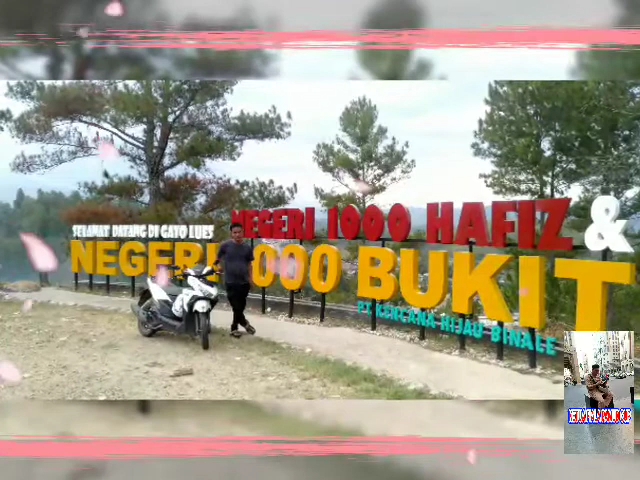 SELAMAT DATANG DI GAYO LUES
NEGERI 1000 HAFIZ &
NEGERI 1000 BUKIT
PT. KENCANA HIJAU BINALE